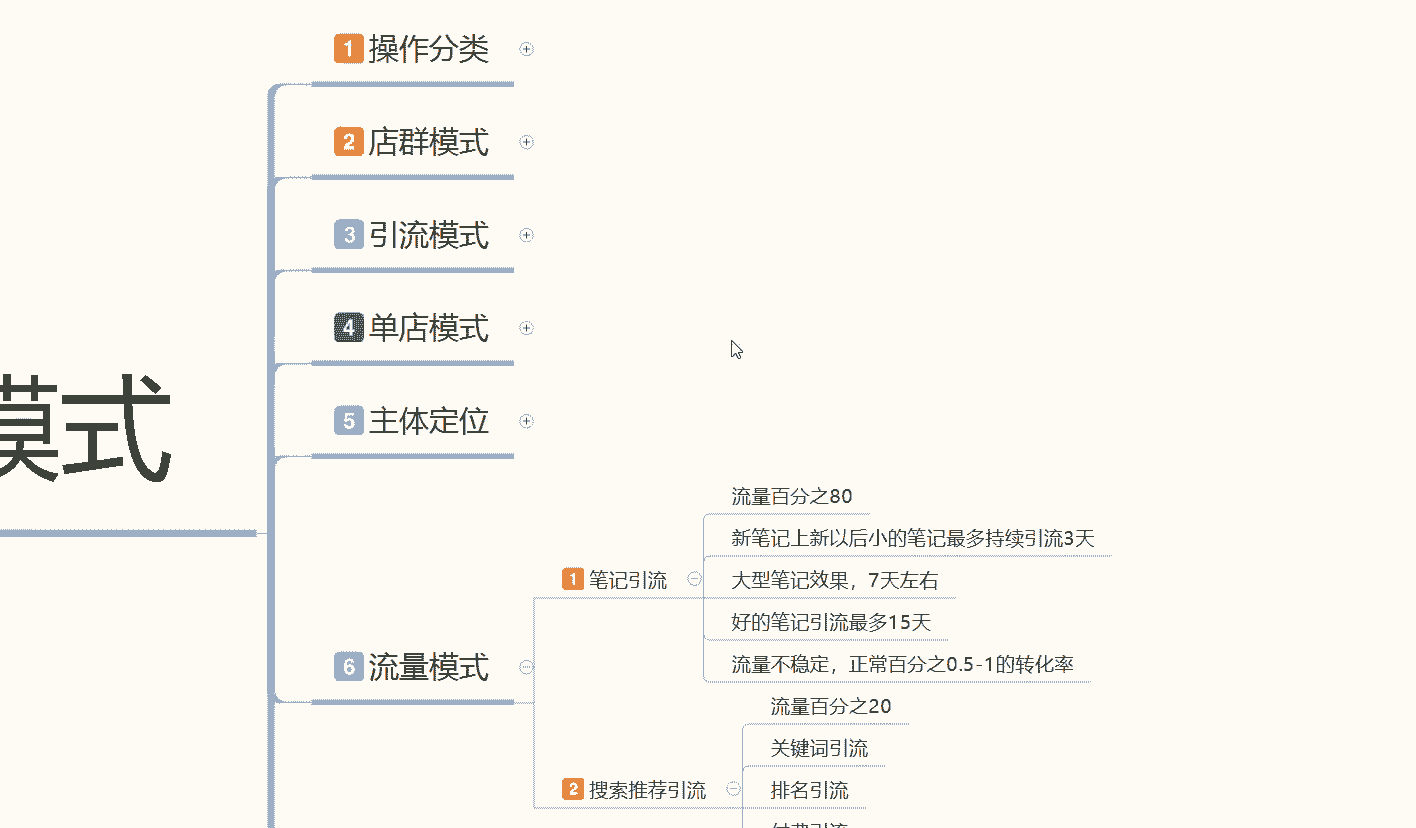 1 操作分类
2 店群模式
3 引流模式
4 单店模式
模式
5 主体定位
6 流量模式
1 笔记引流
流量百分之80
新笔记上新以后小的笔记最多持续引流3天
大型笔记效果，7天左右
好的笔记引流最多15天
流量不稳定，正常百分之0.5-1的转化率
2 搜索推荐引流
流量百分之20
关键词引流
排名引流
付费引流